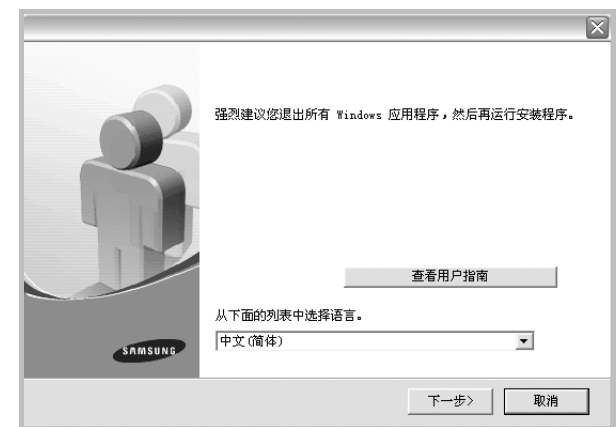 强烈建议您退出所有 Windows 应用程序，然后再运行安装程序。
查看用户指南
从下面的列表中选择语言。
中文(简体)
SAMSUNG
下一步> 取消